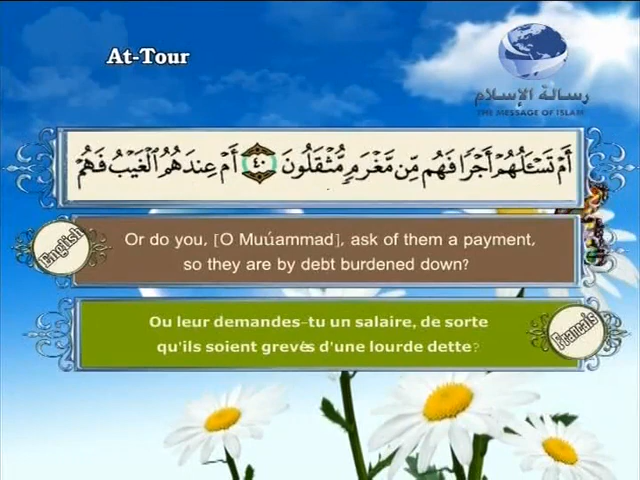 At-Tour
رسالة الإسلام
THE MESSAGE OF ISLAM
أَمْ تَسْـَٔلُهُمْ أَجْرًا فَهُم مِّن مَّغْرَمٍ مُّثْقَلُونَ ٤٠ أَمْ عِندَهُمُ الْغَيْبُ فَهُمْ
English
Or do you, [O Muúammad], ask of them a payment,
so they are by debt burdened down?
Ou leur demandes-tu un salaire, de sorte
qu'ils soient grevés d'une lourde dette?
Francais